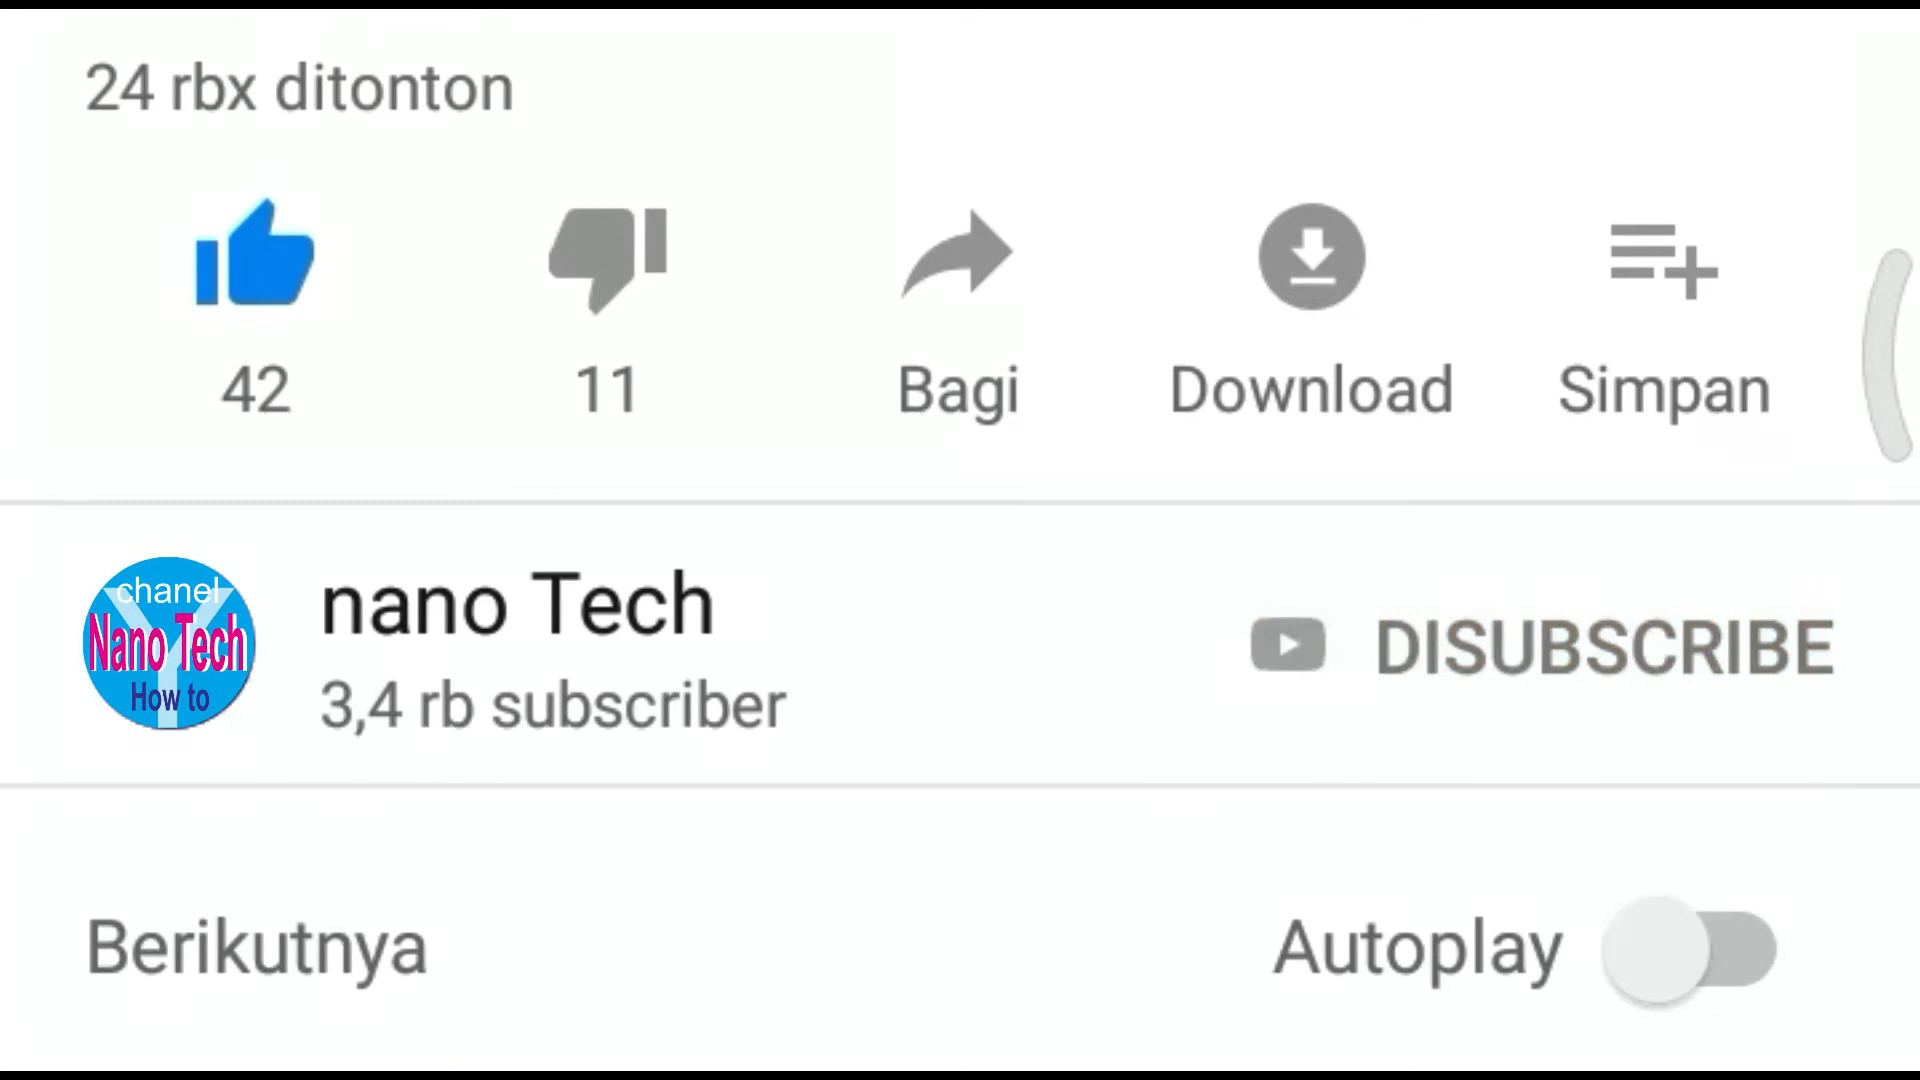 24 rbx ditonton
42
11
Bagi
Download
Simpan
chanel
Nano Tech
How to
nano Tech
3,4 rb subscriber
DISUBSCRIBE
Berikutnya
Autoplay